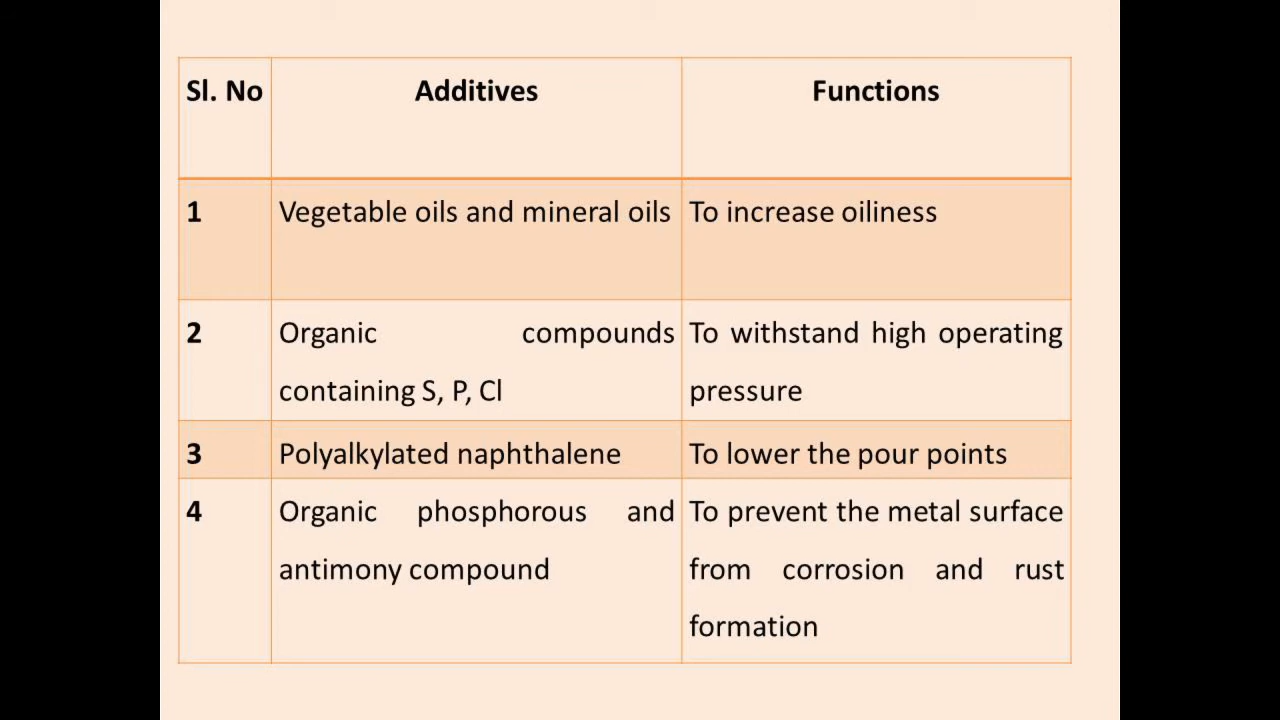 Sl. No Additives Functions
1 Vegetable oils and mineral oils To increase oiliness
2 Organic compounds To withstand high operating
containing S, P, Cl pressure
3 Polyalkylated naphthalene To lower the pour points
4 Organic phosphorous and To prevent the metal surface
antimony compound from corrosion and rust
formation